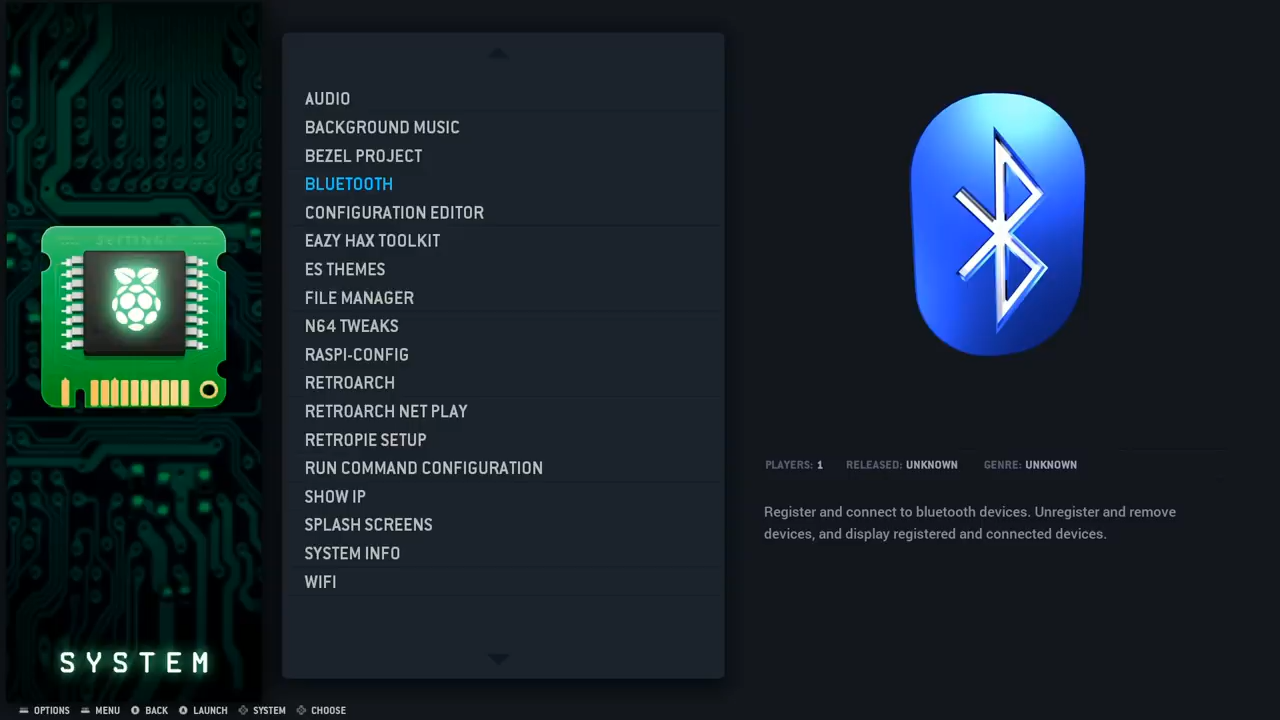 AUDIO
BACKGROUND MUSIC
BEZEL PROJECT
BLUETOOTH
CONFIGURATION EDITOR
EAZY HAX TOOLKIT
ES THEMES
FILE MANAGER
N64 TWEAKS
RASPI-CONFIG
RETROARCH
RETROARCH NET PLAY
RETROPIE SETUP
RUN COMMAND CONFIGURATION
SHOW IP
SPLASH SCREENS
SYSTEM INFO
WIFI
PLAYERS: 1 RELEASED: UNKNOWN GENRE: UNKNOWN
Register and connect to bluetooth devices. Unregister and remove
devices, and display registered and connected devices.
SETTINGS
SYSTEM
OPTIONS MENU BACK LAUNCH SYSTEM CHOOSE